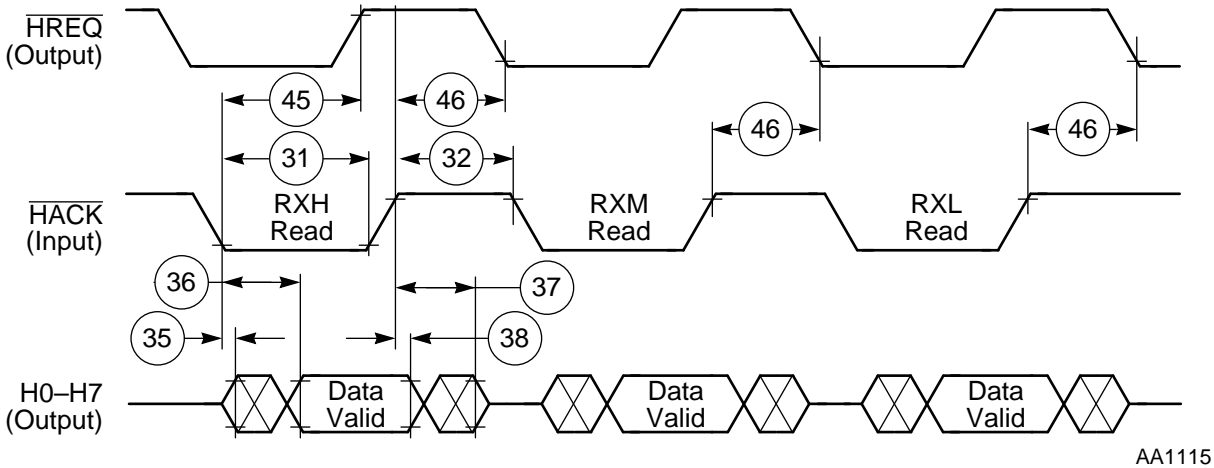 HREQ
(Output)
45
46
46
46
31
32
HACK
(Input)
RXH
Read
RXM
Read
RXL
Read
36
37
35
38
H0–H7
(Output)
Data
Valid
Data
Valid
Data
Valid
AA1115